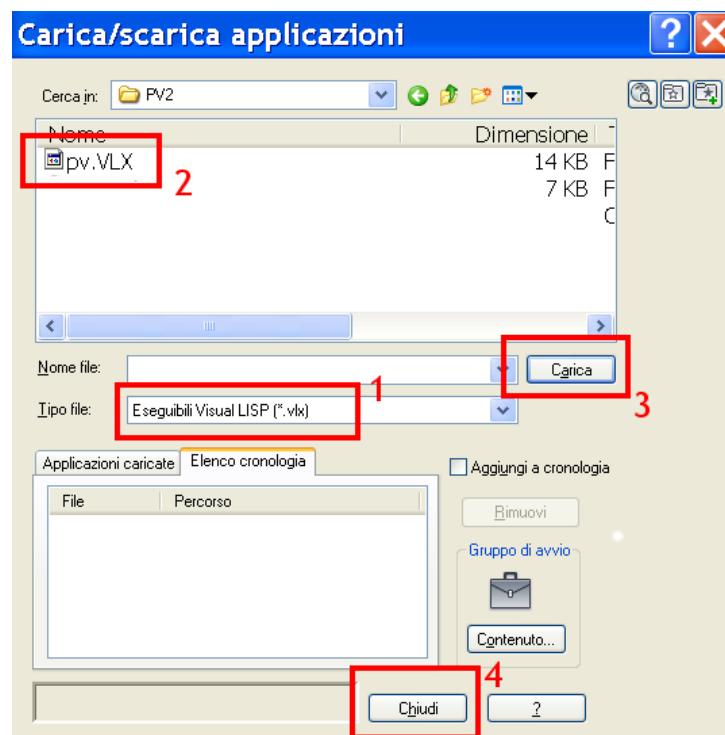 Carica/scarica applicazioni
?
Cerca in: PV2
Nome Dimensione
pv.VLX 14 KB F
2
7 KB F
C
Nome file: Carica
1
3
Tipo file: Eseguibili Visual LISP (*.vlx)
Applicazioni caricate Elenco cronologia
Aggiungi a cronologia
File Percorso
Rimuovi
Gruppo di avvio
Contenuto...
4
Chiudi ?